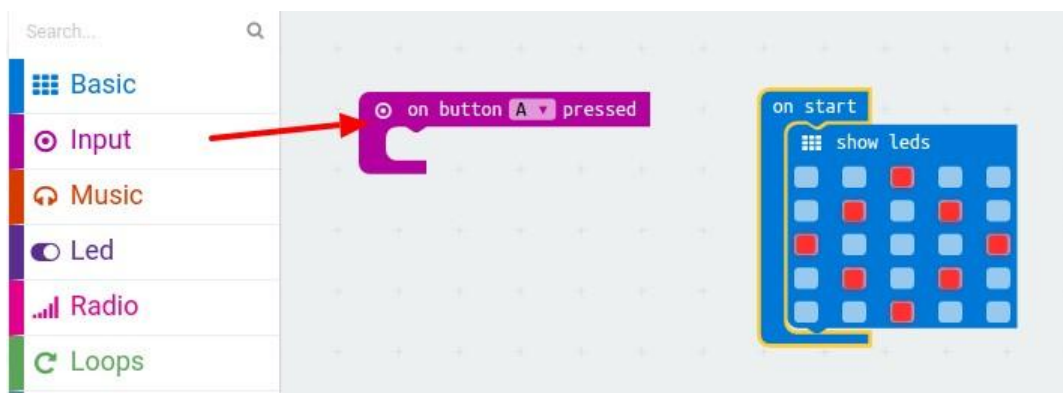 Search...
Basic
Input
Music
Led
Radio
Loops
on button A pressed
on start
show leds